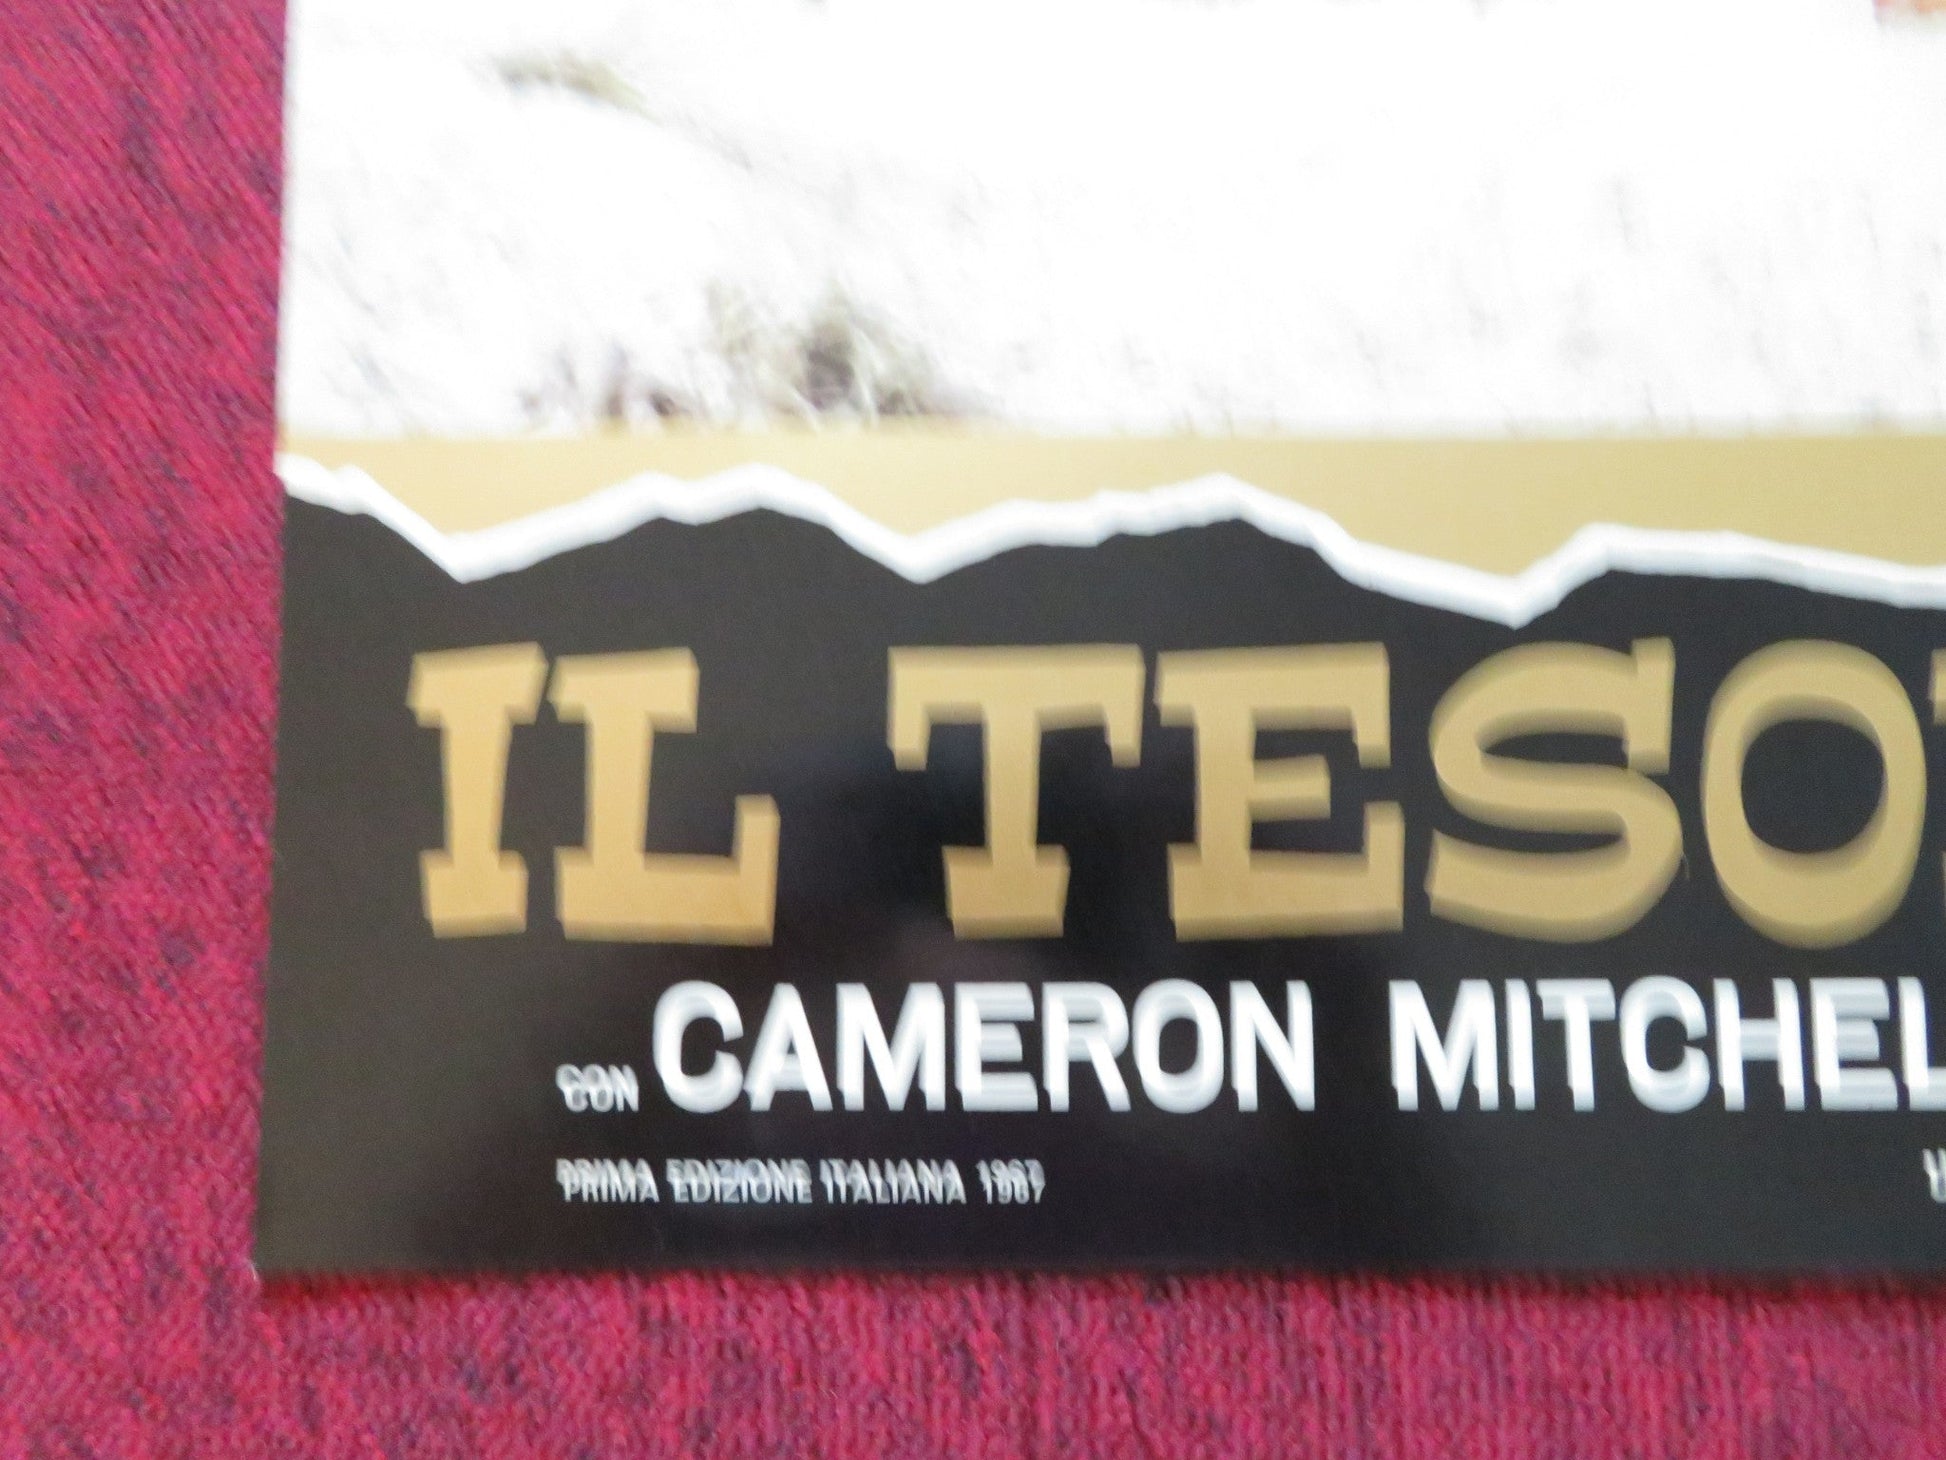 IL TESO
CON CAMERON MITCHEL
PRIMA EDIZIONE ITALIANA 1967